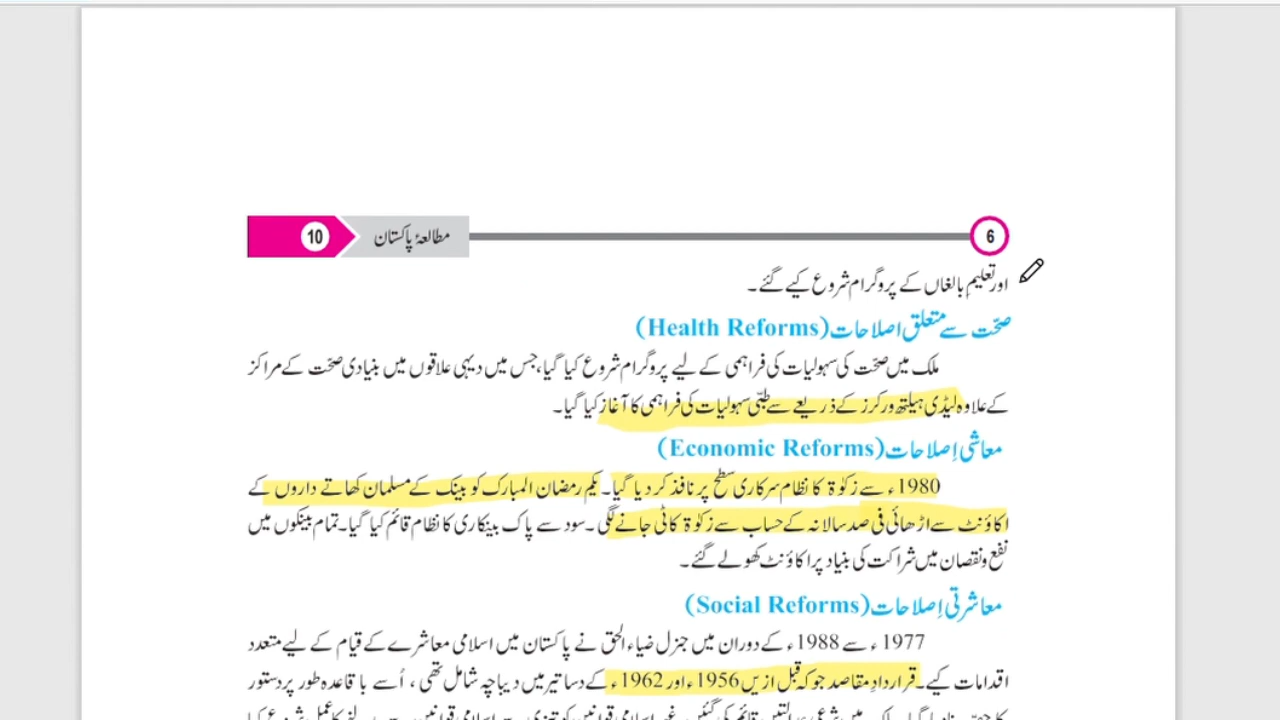 6
مطالعۂ پاکستان
10
اور تعلیمِ بالغاں کے پروگرام شروع کیے گئے۔
صحّت سے متعلق اصلاحات (Health Reforms)
ملک میں صحّت کی سہولیات کی فراہمی کے لیے پروگرام شروع کیا گیا، جس میں دیہی علاقوں میں بنیادی صحّت کے مراکز
کے علاوہ لیڈی ہیلتھ ورکرز کے ذریعے سے طبّی سہولیات کی فراہمی کا آغاز کیا گیا۔
معاشی اِصلاحات (Economic Reforms)
1980ء سے زکوٰۃ کا نظام سرکاری سطح پر نافذ کر دیا گیا۔ یکم رمضان المبارک کو بینک کے مسلمان کھاتے داروں کے
اکاؤنٹ سے اڑھائی فی صد سالانہ کے حساب سے زکوٰۃ کاٹی جانے لگی۔ سود سے پاک بینکاری کا نظام قائم کیا گیا۔ تمام بینکوں میں
نفع و نقصان میں شراکت کی بنیاد پر اکاؤنٹ کھولے گئے۔
معاشرتی اِصلاحات (Social Reforms)
1977ء سے 1988ء کے دوران میں جنرل ضیاء الحق نے پاکستان میں اسلامی معاشرے کے قیام کے لیے متعدد
اقدامات کیے۔ قراردادِ مقاصد جو کہ قبل ازیں 1956ء اور 1962ء کے دساتیر میں دیباچہ شامل تھی، اُسے باقاعدہ طور پر دستور